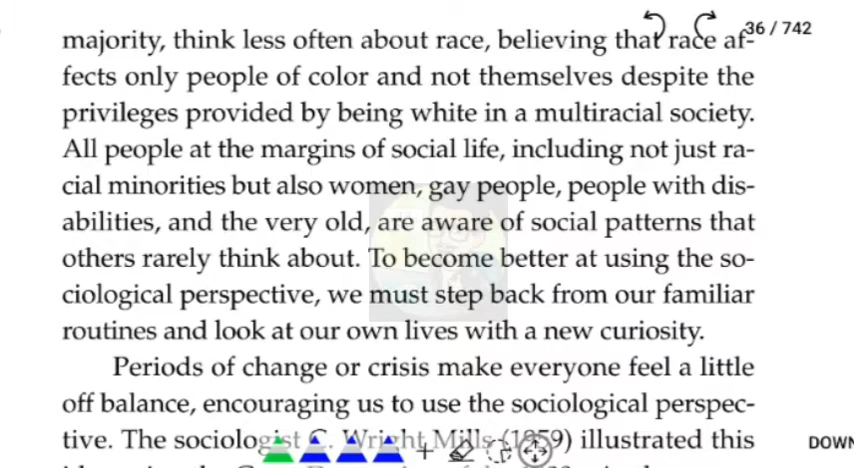 36 / 742
majority, think less often about race, believing that race af-
fects only people of color and not themselves despite the
privileges provided by being white in a multiracial society.
All people at the margins of social life, including not just ra-
cial minorities but also women, gay people, people with dis-
abilities, and the very old, are aware of social patterns that
others rarely think about. To become better at using the so-
ciological perspective, we must step back from our familiar
routines and look at our own lives with a new curiosity.
Periods of change or crisis make everyone feel a little
off balance, encouraging us to use the sociological perspec-
tive. The sociologist C. Wright Mills (1959) illustrated this
DOWN